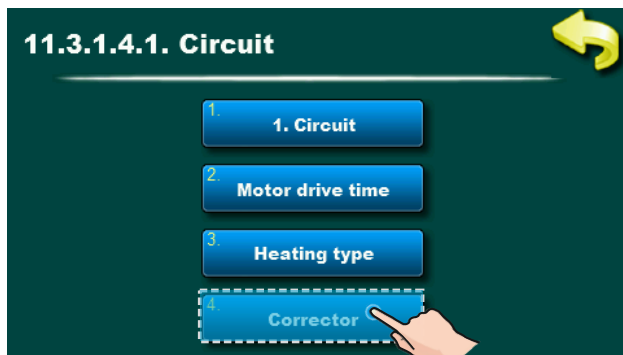 11.3.1.4.1. Circuit
1.
1. Circuit
2.
Motor drive time
3.
Heating type
4.
Corrector